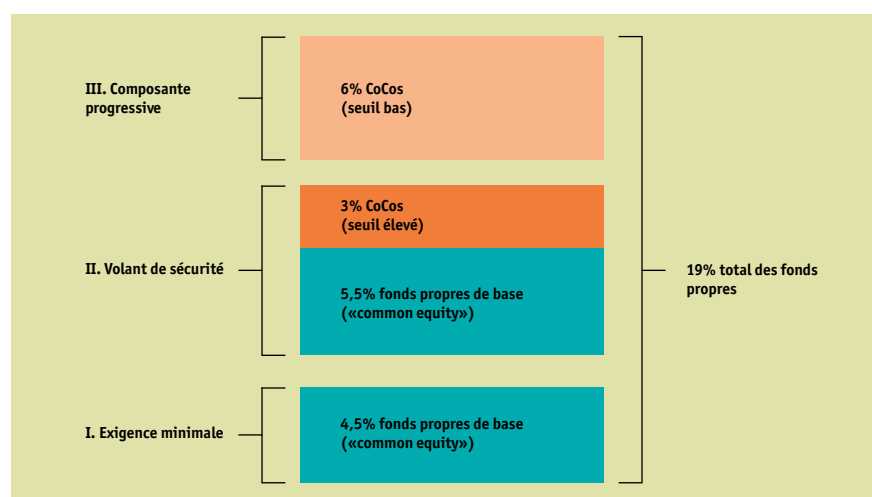 III. Composante
progressive
6% CoCos
(seuil bas)
II. Volant de sécurité
3% CoCos
(seuil élevé)
5,5% fonds propres de base
(«common equity»)
19% total des fonds
propres
I. Exigence minimale
4,5% fonds propres de base
(«common equity»)